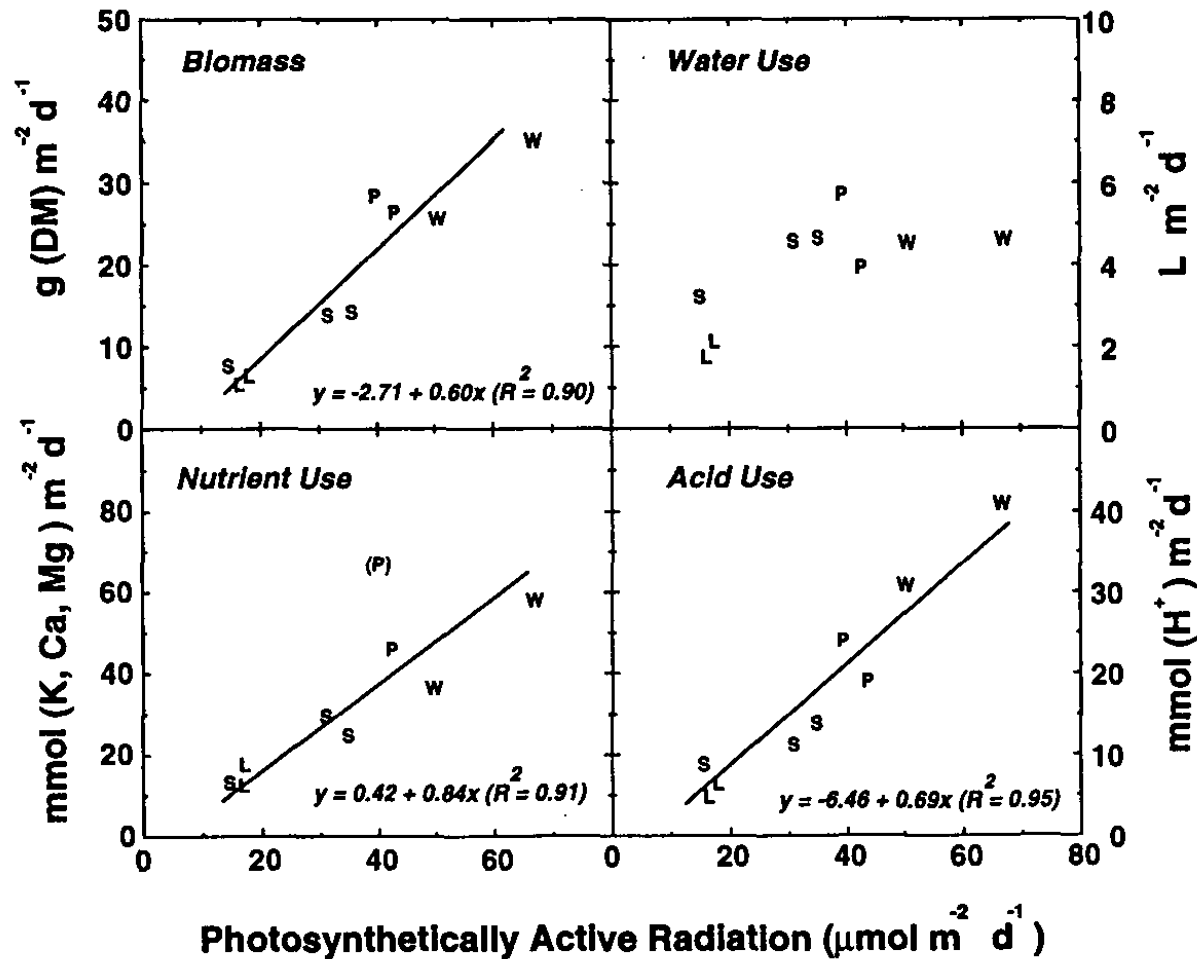 50
40
30
20
10
0
g (DM) m⁻² d⁻¹
Biomass
W
P
P
W
S
S
S
L
L
y = -2.71 + 0.60x (R² = 0.90)
Water Use
10
8
6
4
2
0
L m⁻² d⁻¹
P
S
S
W
W
P
S
L
L
80
60
40
20
0
mmol (K, Ca, Mg) m⁻² d⁻¹
Nutrient Use
(P)
W
P
W
S
S
L
S
L
y = 0.42 + 0.84x (R² = 0.91)
0
20
40
60
Acid Use
40
30
20
10
0
mmol (H⁺) m⁻² d⁻¹
W
W
P
P
S
S
S
L
L
y = -6.46 + 0.69x (R² = 0.95)
0
20
40
60
80
Photosynthetically Active Radiation (μmol m⁻² d⁻¹)